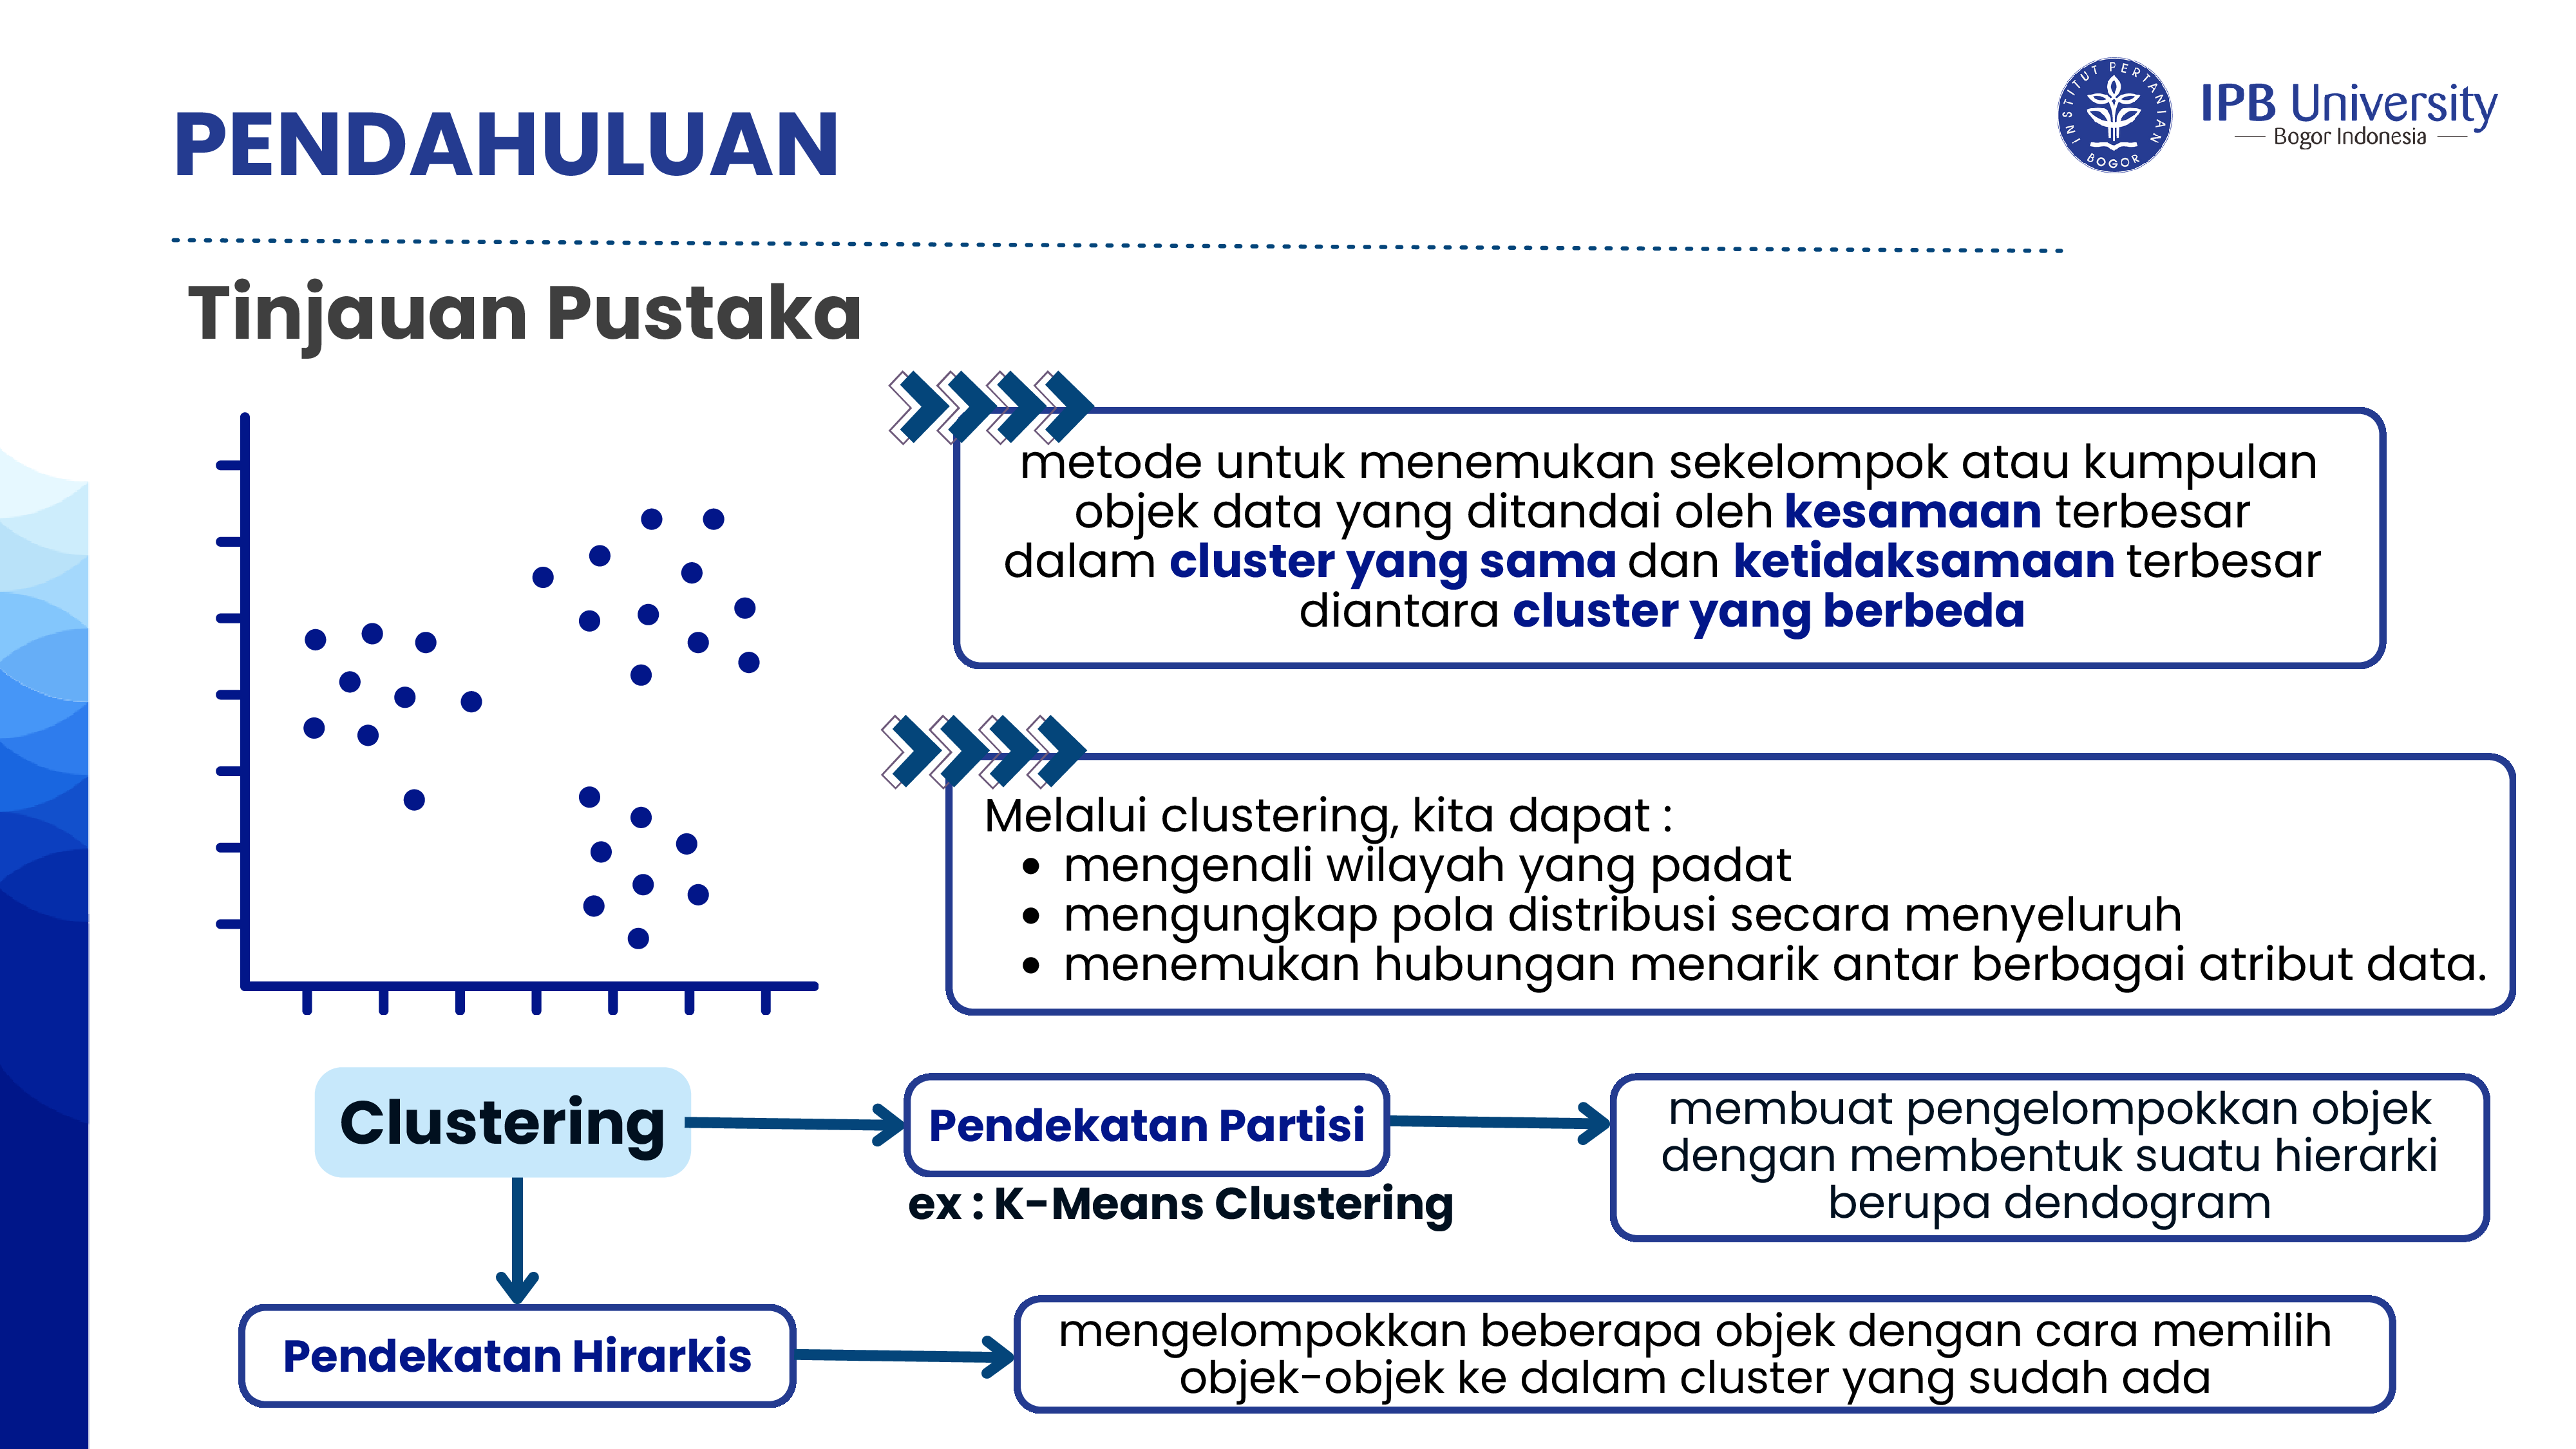 PENDAHULUAN
INSTITUT PERTANIAN
BOGOR
IPB University
Bogor Indonesia
Tinjauan Pustaka
metode untuk menemukan sekelompok atau kumpulan
objek data yang ditandai oleh kesamaan terbesar
dalam cluster yang sama dan ketidaksamaan terbesar
diantara cluster yang berbeda
Melalui clustering, kita dapat :
• mengenali wilayah yang padat
• mengungkap pola distribusi secara menyeluruh
• menemukan hubungan menarik antar berbagai atribut data.
Clustering
Pendekatan Partisi
ex : K-Means Clustering
membuat pengelompokkan objek
dengan membentuk suatu hierarki
berupa dendogram
Pendekatan Hirarkis
mengelompokkan beberapa objek dengan cara memilih
objek-objek ke dalam cluster yang sudah ada